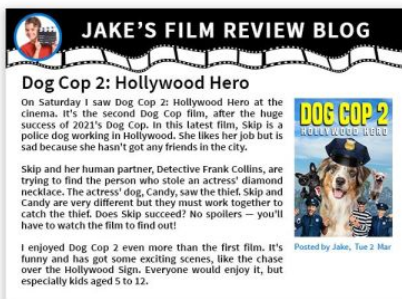 JAKE'S FILM REVIEW BLOG
Dog Cop 2: Hollywood Hero
On Saturday I saw Dog Cop 2: Hollywood Hero at the
cinema. It's the second Dog Cop film, after the huge
success of 2021's Dog Cop. In this latest film, Skip is a
police dog working in Hollywood. She likes her job but is
sad because she hasn't got any friends in the city.
Skip and her human partner, Detective Frank Collins, are
trying to find the person who stole an actress' diamond
necklace. The actress' dog, Candy, saw the thief. Skip and
Candy are very different but they must work together to
catch the thief. Does Skip succeed? No spoilers — you'll
have to watch the film to find out!
I enjoyed Dog Cop 2 even more than the first film. It's
funny and has got some exciting scenes, like the chase
over the Hollywood Sign. Everyone would enjoy it, but
especially kids aged 5 to 12.
DOG COP 2
HOLLYWOOD HERO
Posted by Jake, Tue 2 Mar